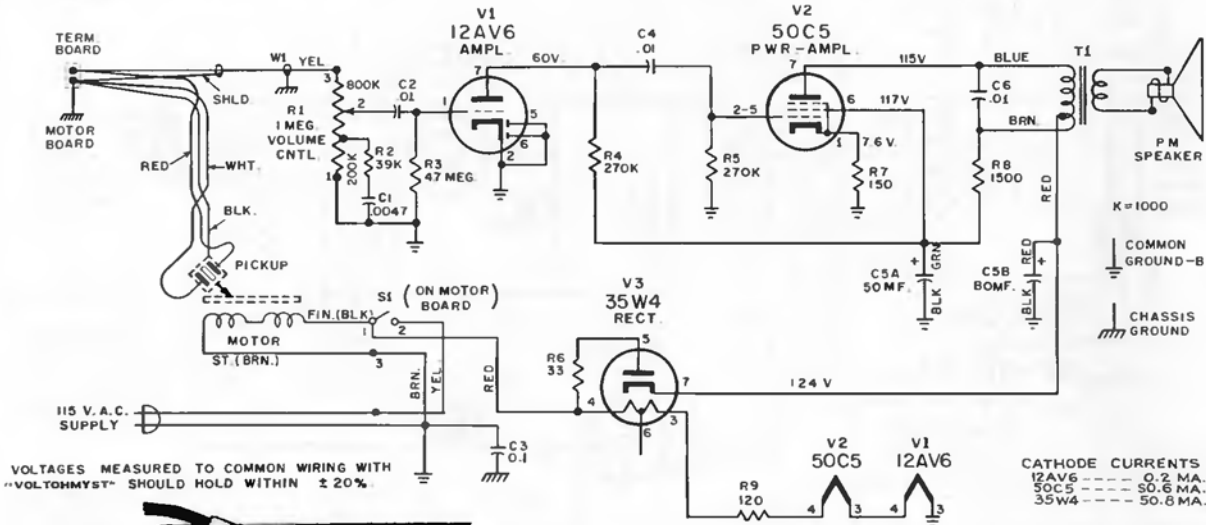 V1
12AV6
AMPL.
V2
50C5
PWR-AMPL.
TERM.
BOARD
W1
YEL
SHLD.
MOTOR
BOARD
RED
WHT.
BLK.
PICKUP
3
800K
2
R1
1 MEG.
VOLUME
CNTL.
200K
1
R2
39K
C1
.0047
C2
.01
R3
47 MEG.
7
1
5
6
2
60V.
C4
.01
R4
270K
R5
270K
2-5
7
6
1
115V
117V
7.6 V.
R7
150
BLUE
C6
.01
BRN.
T1
R8
1500
RED
PM
SPEAKER
K=1000
COMMON
GROUND-B
CHASSIS
GROUND
+
GRN
C5A
50MF.
BLK
+
RED
C5B
80MF.
BLK
MOTOR
FIN.(BLK)
ST.(BRN.)
S1
(ON MOTOR
BOARD)
1
2
3
BRN.
YEL
RED
V3
35W4
RECT.
R6
33
5
4
7
6
3
124 V
115 V.A.C.
SUPPLY
C3
0.1
R9
120
V2
50C5
4
3
V1
12AV6
4
3
VOLTAGES MEASURED TO COMMON WIRING WITH
"VOLTOHMYST" SHOULD HOLD WITHIN ±20%.
CATHODE CURRENTS
12AV6 ---- 0.2 MA.
50C5 ---- 50.6 MA.
35W4 ---- 50.8 MA.